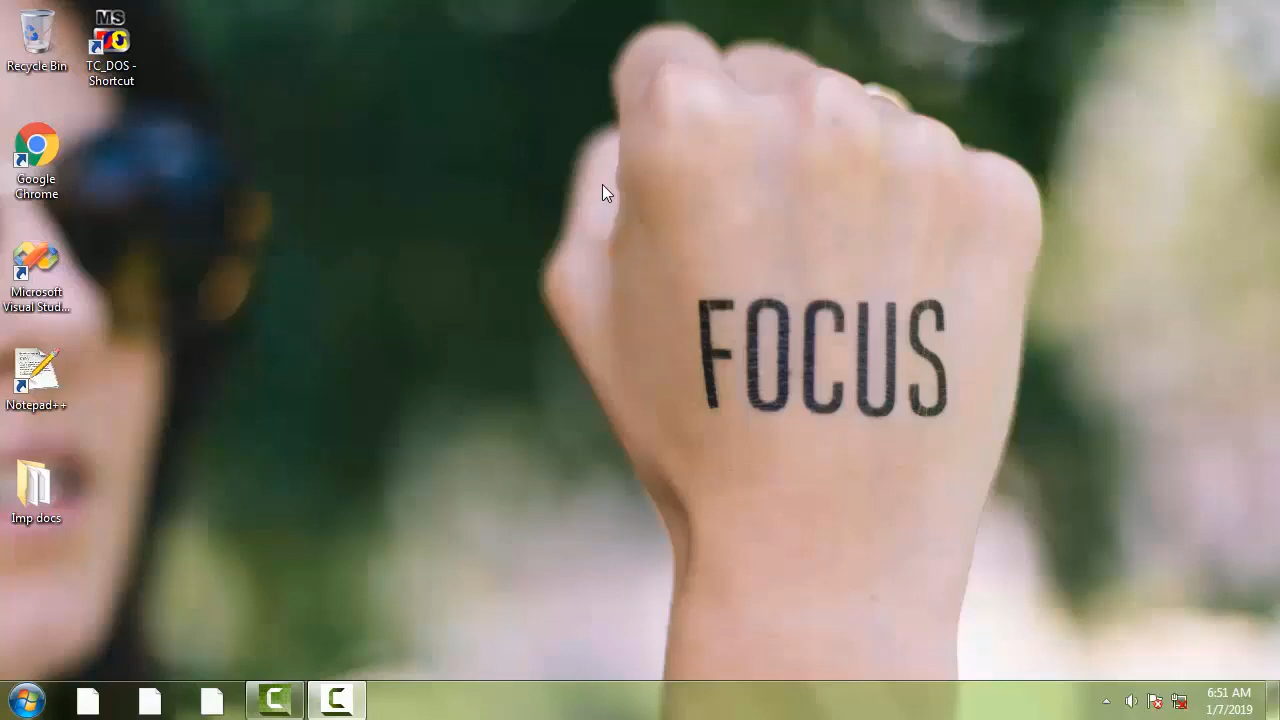 Recycle Bin
MS
TC_DOS -
Shortcut
Google
Chrome
Microsoft
Visual Stud...
Notepad++
Imp docs
FOCUS
6:51 AM
1/7/2019